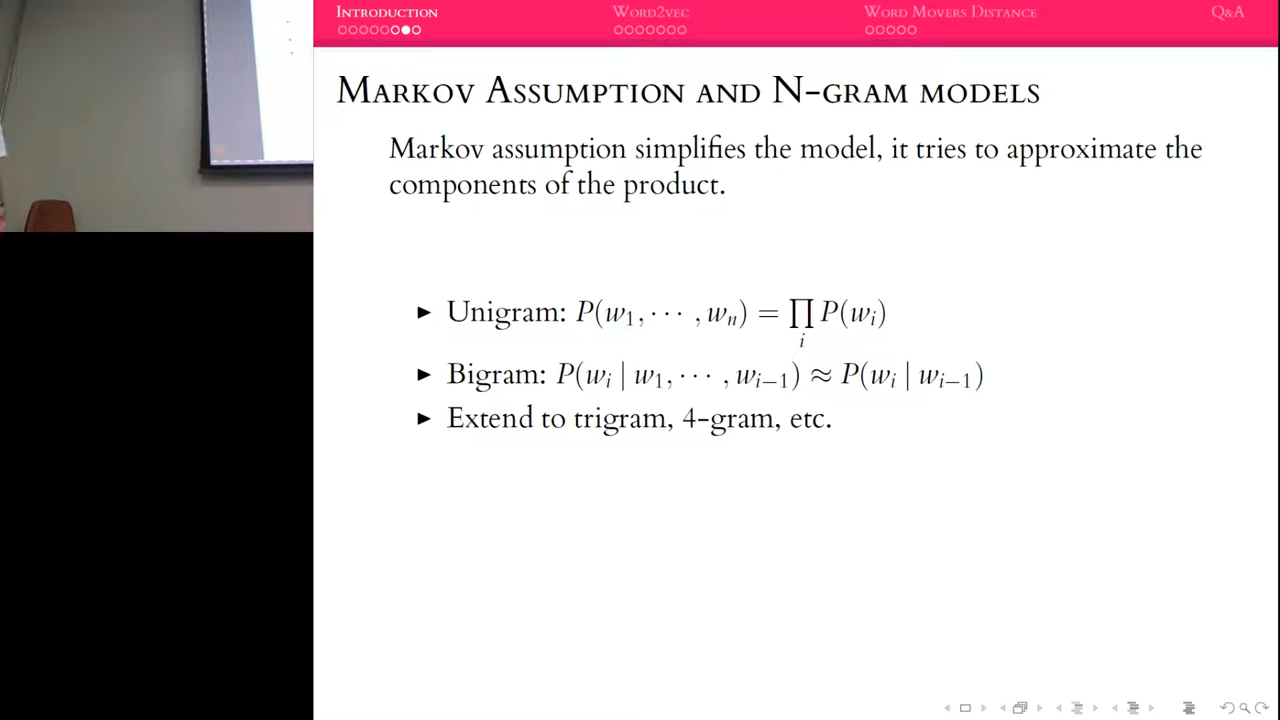 Introduction Word2vec Word Movers Distance Q&A
Markov Assumption and N-gram models
Markov assumption simplifies the model, it tries to approximate the
components of the product.
▶ Unigram: P(w₁, ··· , wₙ) = ∏ᵢ P(wᵢ)
▶ Bigram: P(wᵢ | w₁, ··· , wᵢ₋₁) ≈ P(wᵢ | wᵢ₋₁)
▶ Extend to trigram, 4-gram, etc.